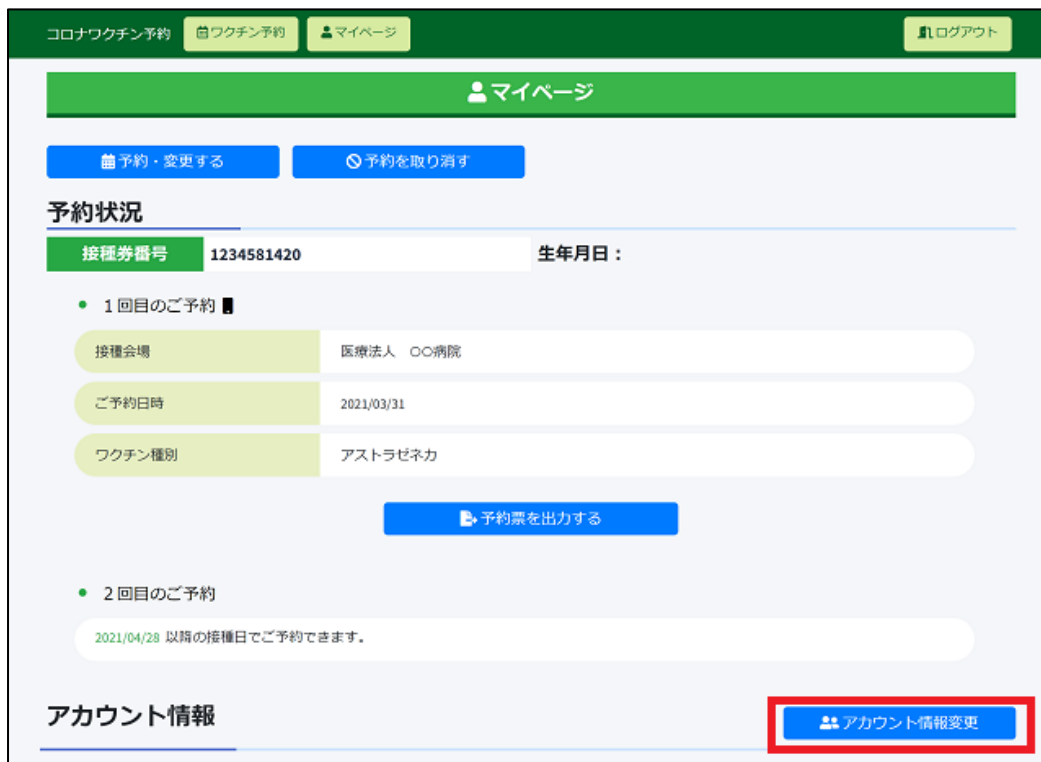 コロナワクチン予約 ワクチン予約 マイページ ログアウト
マイページ
予約・変更する 予約を取り消す
予約状況
接種券番号 1234581420 生年月日：
1回目のご予約
接種会場 医療法人　〇〇病院
ご予約日時 2021/03/31
ワクチン種別 アストラゼネカ
予約票を出力する
2回目のご予約
2021/04/28 以降の接種日でご予約できます。
アカウント情報 アカウント情報変更